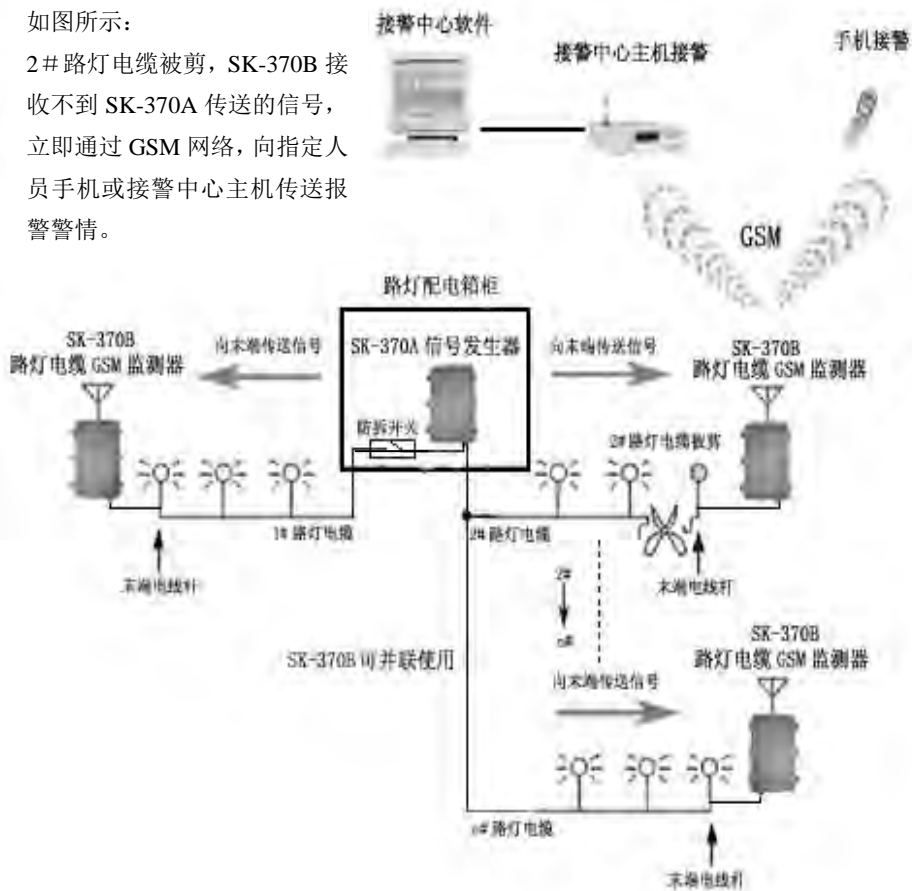 如图所示：
2＃路灯电缆被剪，SK-370B 接
收不到 SK-370A 传送的信号，
立即通过 GSM 网络，向指定人
员手机或接警中心主机传送报
警警情。
接警中心软件
接警中心主机接警
手机接警
GSM
路灯配电箱柜
SK-370B
路灯电缆 GSM 监测器
向末端传送信号
SK-370A 信号发生器
向末端传送信号
SK-370B
路灯电缆 GSM 监测器
防拆开关
2#路灯电缆被剪
1# 路灯电缆
2# 路灯电缆
末端电线杆
2#
n#
末端电线杆
SK-370B 可并联使用
SK-370B
路灯电缆 GSM 监测器
向末端传送信号
n# 路灯电缆
末端电线杆